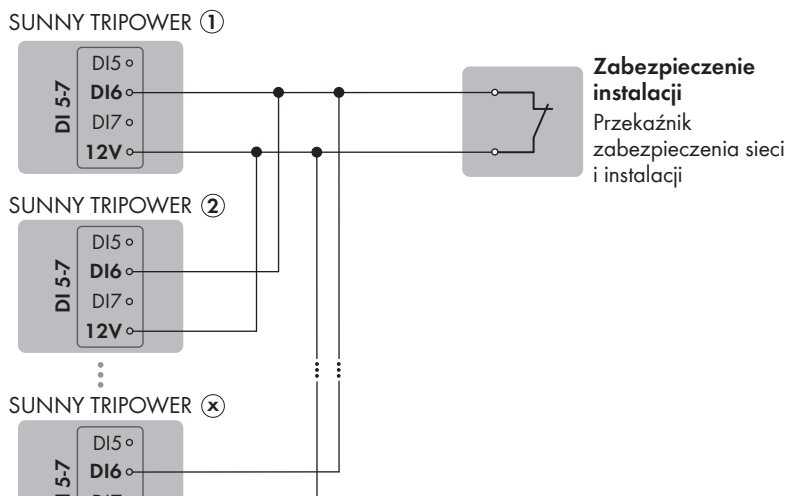 SUNNY TRIPOWER 1
DI 5-7
DI5
DI6
DI7
12V
Zabezpieczenie
instalacji
Przekaźnik
zabezpieczenia sieci
i instalacji
SUNNY TRIPOWER 2
DI 5-7
DI5
DI6
DI7
12V
SUNNY TRIPOWER x
DI5
DI6